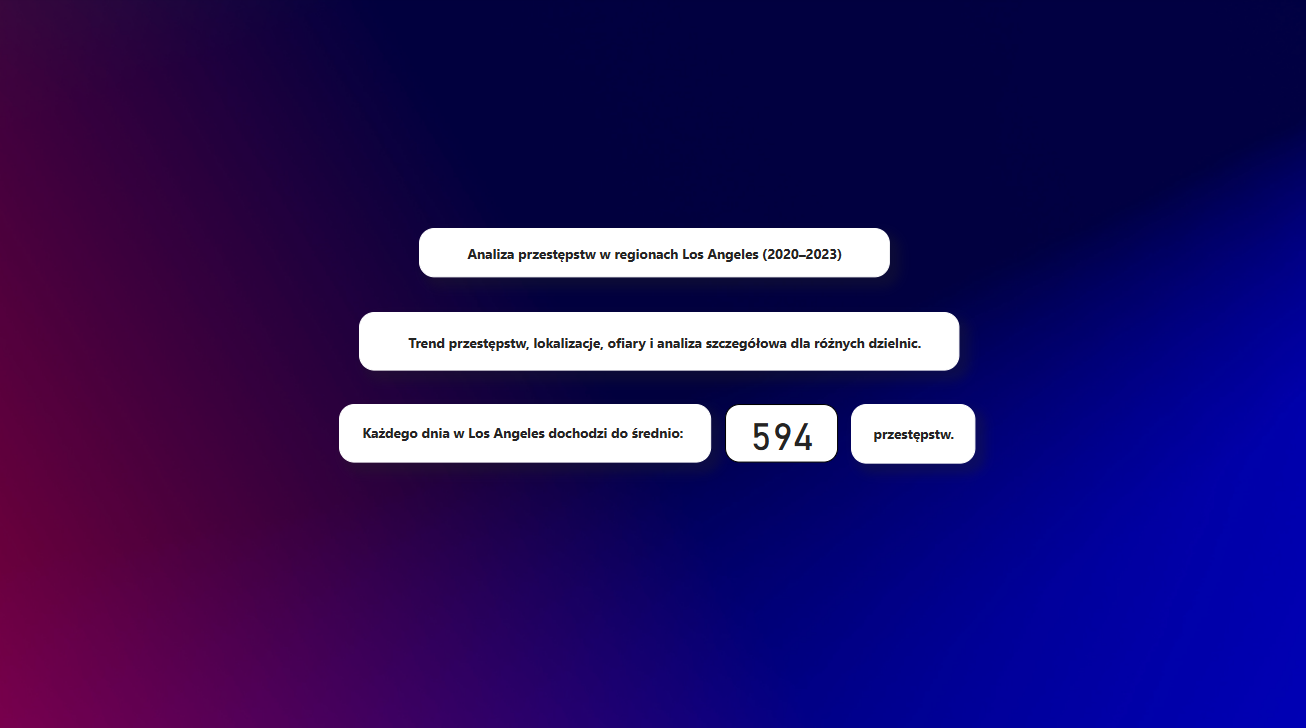 Analiza przestępstw w regionach Los Angeles (2020–2023)
Trend przestępstw, lokalizacje, ofiary i analiza szczegółowa dla różnych dzielnic.
Każdego dnia w Los Angeles dochodzi do średnio: 594 przestępstw.